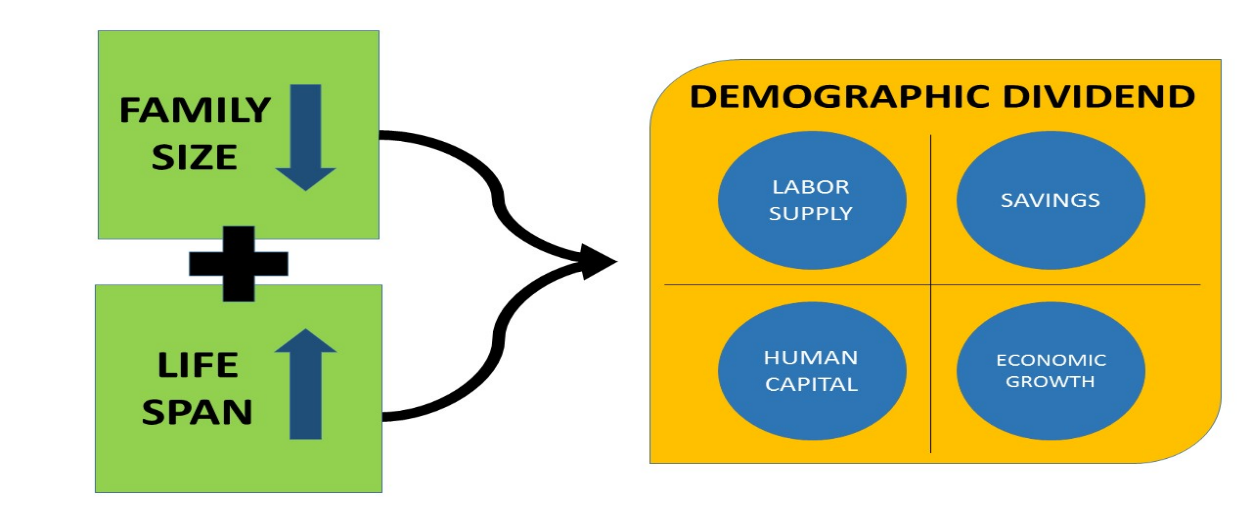 FAMILY
SIZE
LIFE
SPAN
DEMOGRAPHIC DIVIDEND
LABOR
SUPPLY
SAVINGS
HUMAN
CAPITAL
ECONOMIC
GROWTH